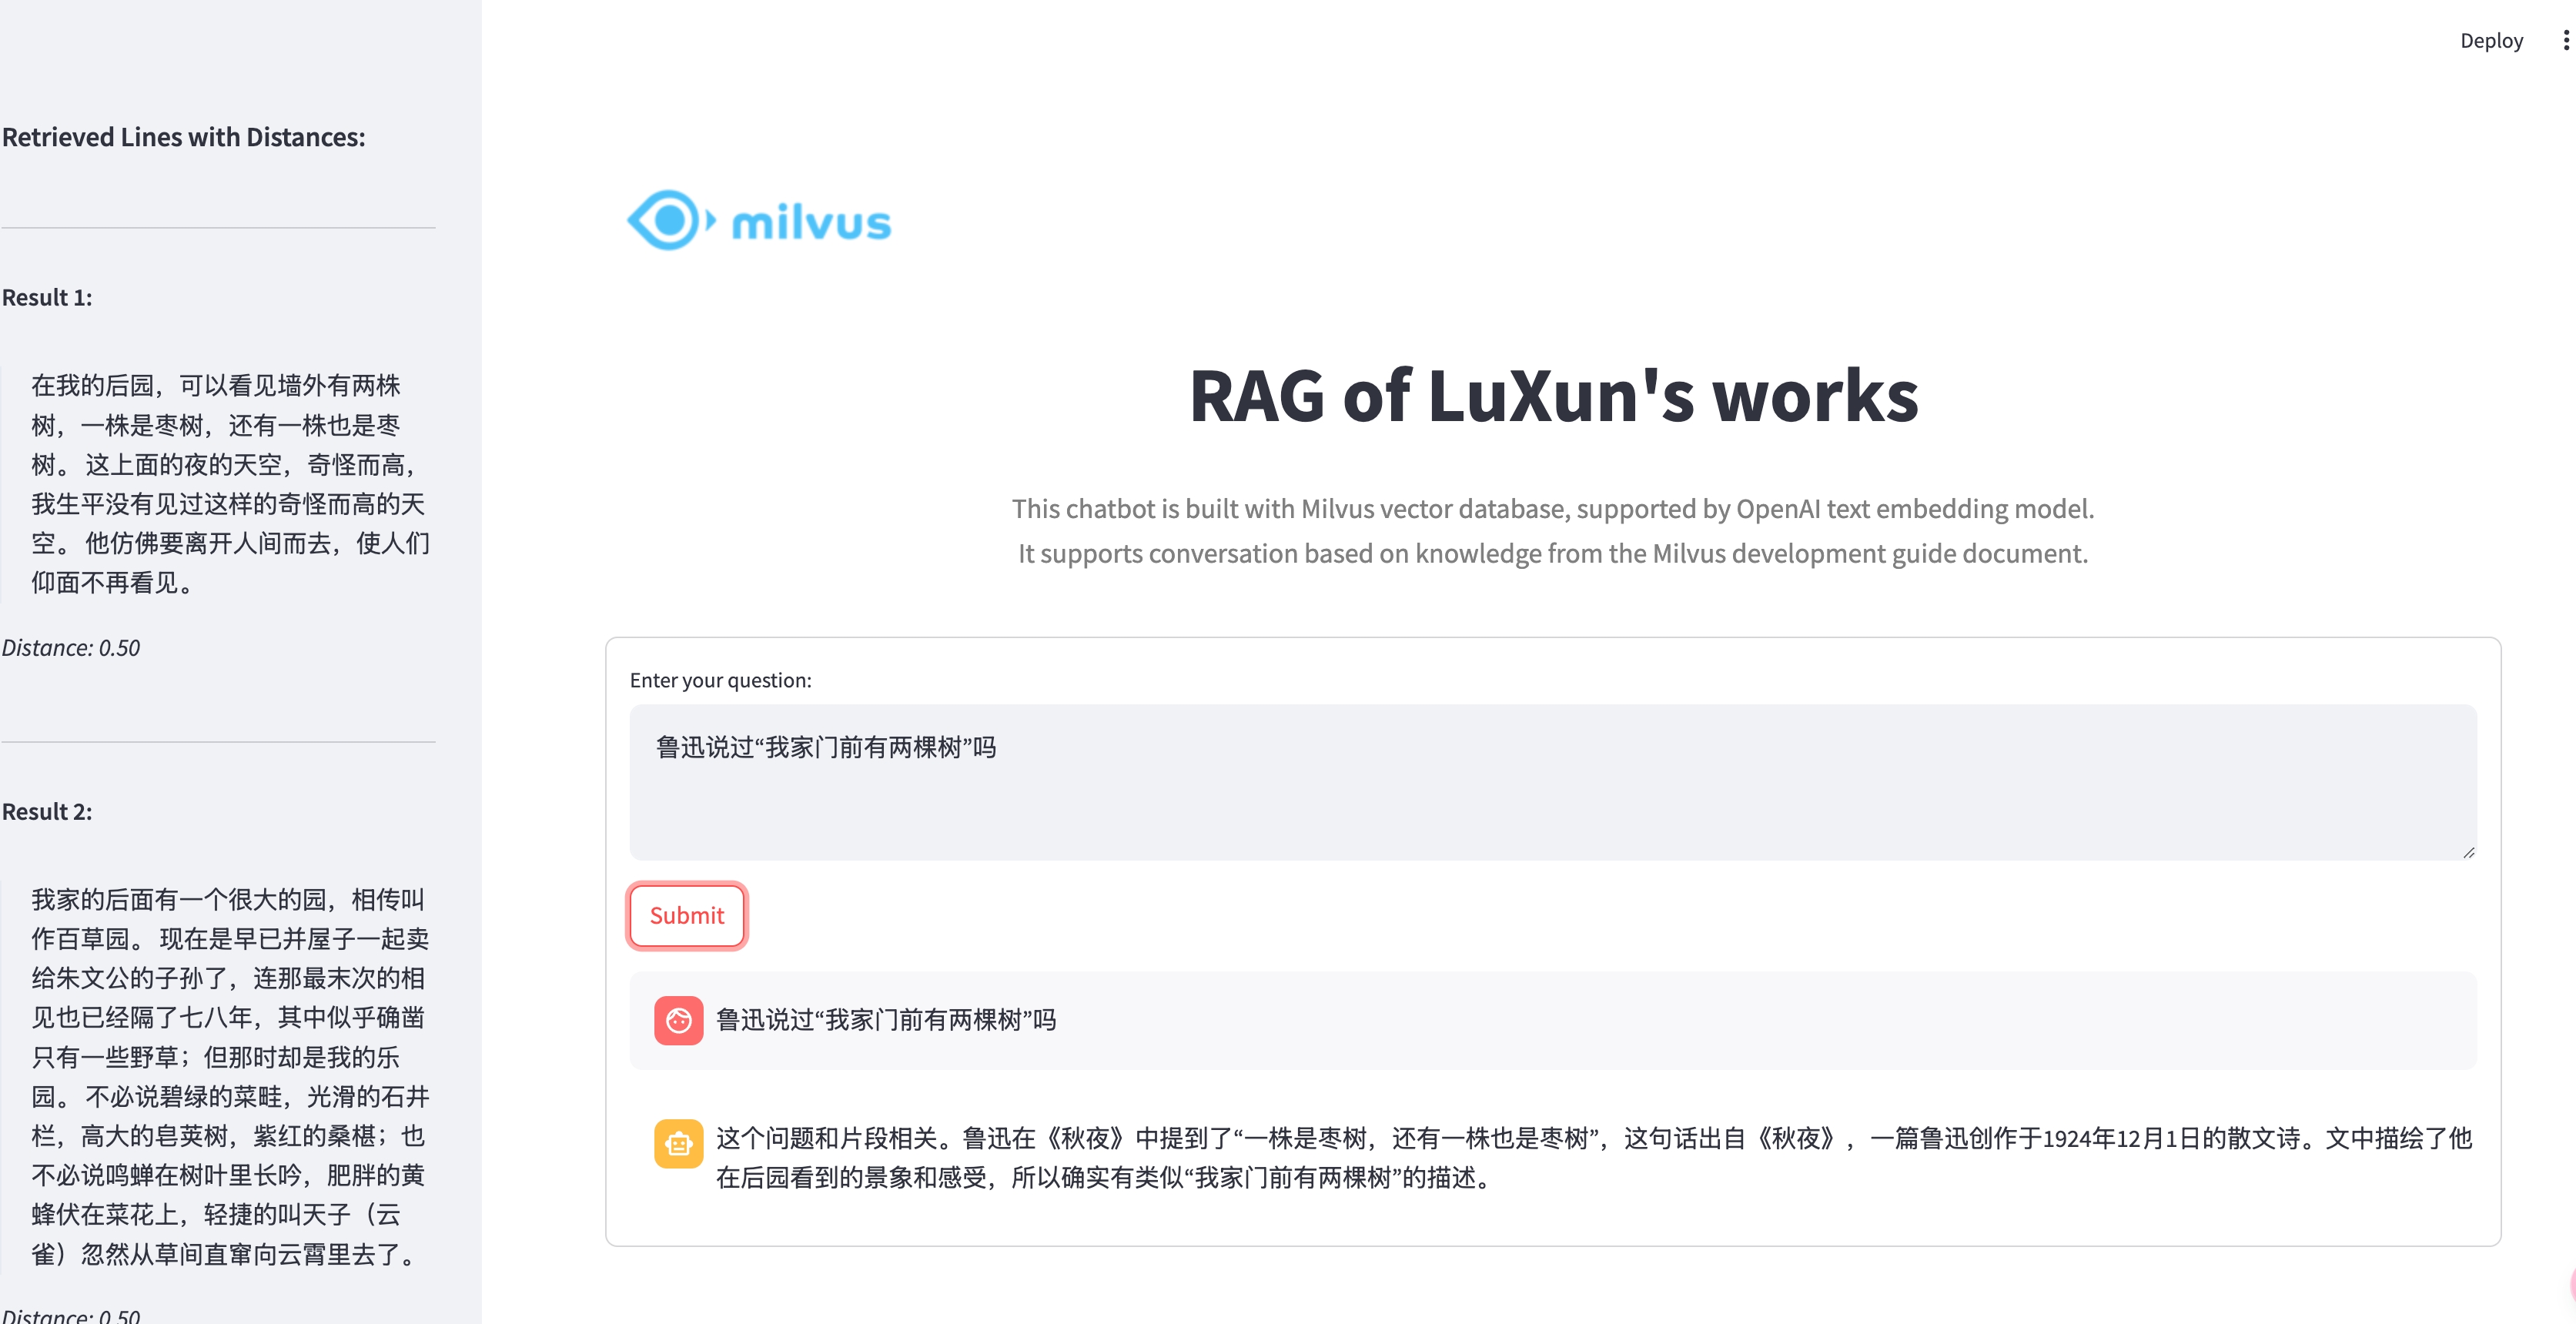 Deploy
Retrieved Lines with Distances:
Result 1:
在我的后园，可以看见墙外有两株
树，一株是枣树，还有一株也是枣
树。 这上面的夜的天空，奇怪而高，
我生平没有见过这样的奇怪而高的天
空。 他仿佛要离开人间而去，使人们
仰面不再看见。
Distance: 0.50
Result 2:
我家的后面有一个很大的园，相传叫
作百草园。 现在是早已并屋子一起卖
给朱文公的子孙了，连那最末次的相
见也已经隔了七八年，其中似乎确凿
只有一些野草；但那时却是我的乐
园。 不必说碧绿的菜畦，光滑的石井
栏，高大的皂荚树，紫红的桑椹；也
不必说鸣蝉在树叶里长吟，肥胖的黄
蜂伏在菜花上，轻捷的叫天子（云
雀）忽然从草间直窜向云霄里去了。
Distance: 0.50
milvus
RAG of LuXun's works
This chatbot is built with Milvus vector database, supported by OpenAI text embedding model.
It supports conversation based on knowledge from the Milvus development guide document.
Enter your question:
鲁迅说过“我家门前有两棵树”吗
Submit
鲁迅说过“我家门前有两棵树”吗
这个问题和片段相关。鲁迅在《秋夜》中提到了“一株是枣树，还有一株也是枣树”，这句话出自《秋夜》，一篇鲁迅创作于1924年12月1日的散文诗。文中描绘了他
在后园看到的景象和感受，所以确实有类似“我家门前有两棵树”的描述。